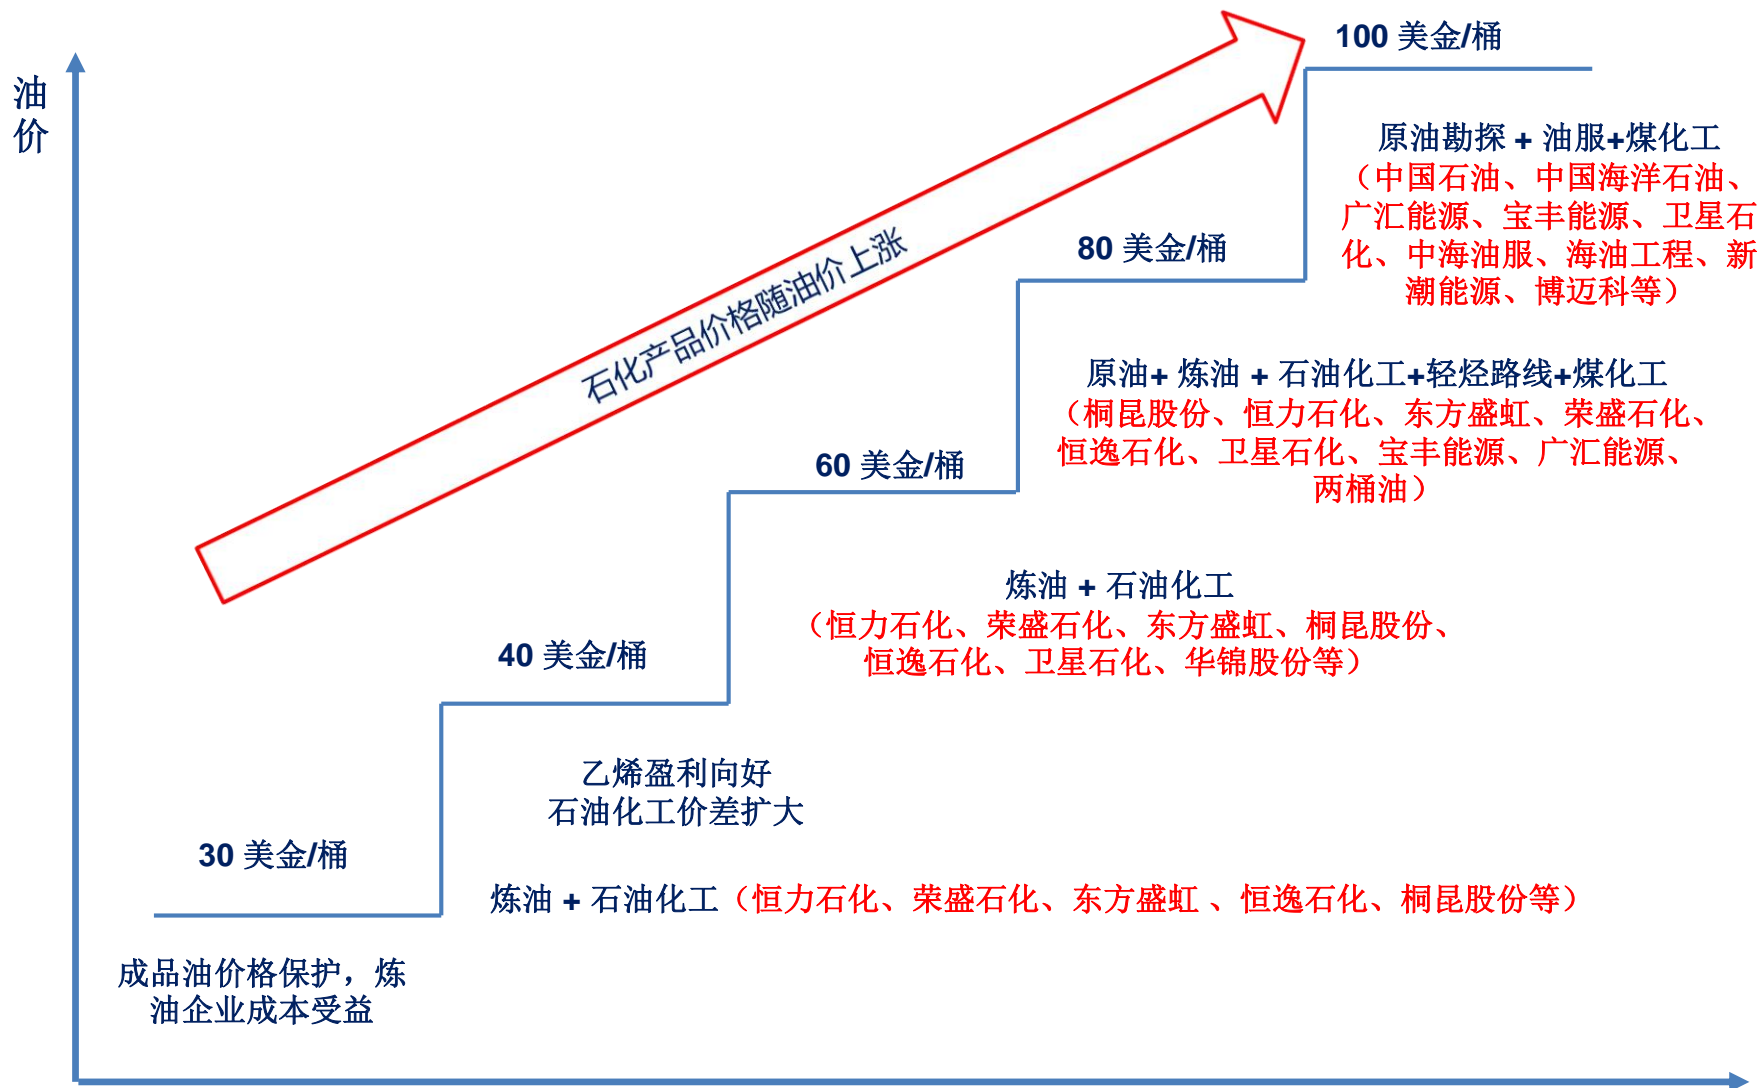 油
价
100 美金/桶
原油勘探 + 油服+煤化工
（中国石油、中国海洋石油、
广汇能源、宝丰能源、卫星石
化、中海油服、海油工程、新
潮能源、博迈科等）
石化产品价格随油价上涨
80 美金/桶
原油+ 炼油 + 石油化工+轻烃路线+煤化工
（桐昆股份、恒力石化、东方盛虹、荣盛石化、
恒逸石化、卫星石化、宝丰能源、广汇能源、
两桶油）
60 美金/桶
炼油 + 石油化工
（恒力石化、荣盛石化、东方盛虹、桐昆股份、
恒逸石化、卫星石化、华锦股份等）
40 美金/桶
乙烯盈利向好
石油化工价差扩大
炼油 + 石油化工（恒力石化、荣盛石化、东方盛虹 、恒逸石化、桐昆股份等）
30 美金/桶
成品油价格保护，炼
油企业成本受益